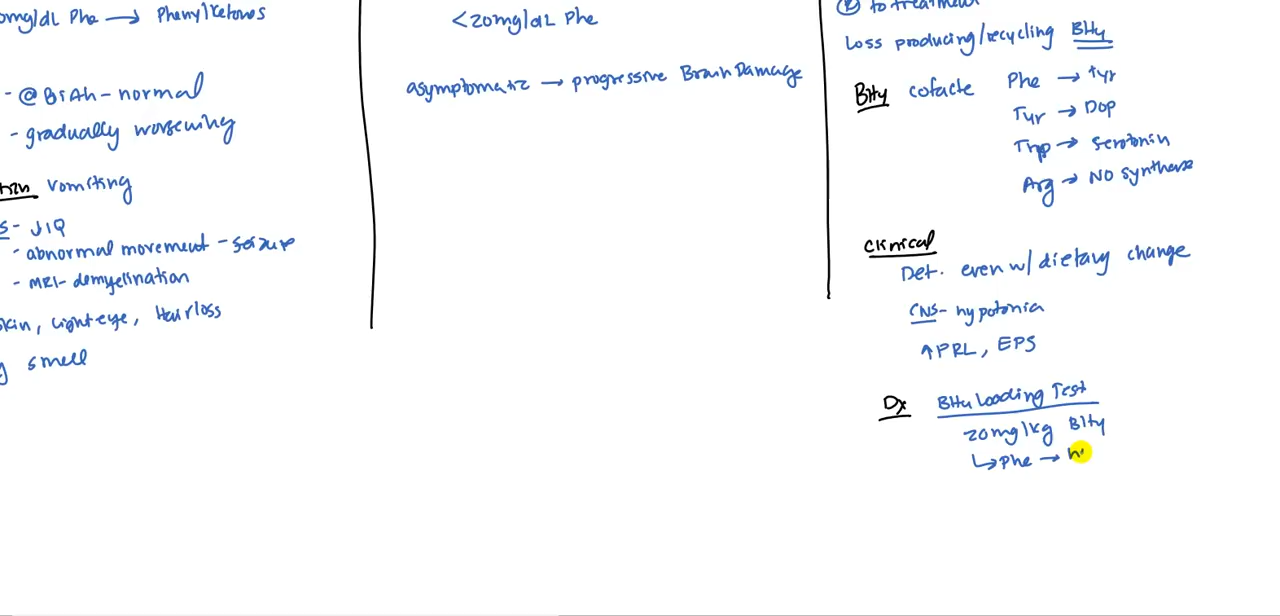 omg/dL Phe → Phenylketones
- @ Birth - normal
- gradually worsening
vomiting
S - ↓IQ
- abnormal movement - seizure
- MRI - demyelination
skin, light eye, Hair loss
smell
<20mg/dL Phe
asymptomatic → progressive Brain Damage
to treatment
Loss producing/recycling BH4
BH4 cofacte Phe → tyr
Tyr → DOP
Trp → serotonin
Arg → NO synthase
Clinical
Det. even w/ dietary change
CNS - hypotonia
↑PRL, EPS
Dx BH4 Loading Test
20mg/kg BH4
↳ Phe →